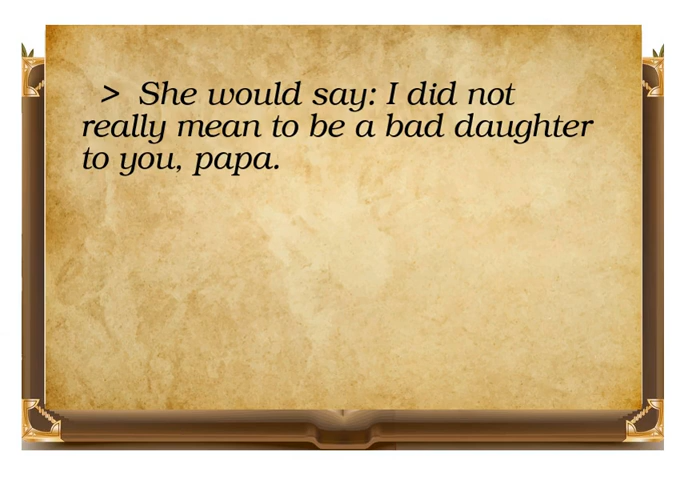 > She would say: I did not
really mean to be a bad daughter
to you, papa.